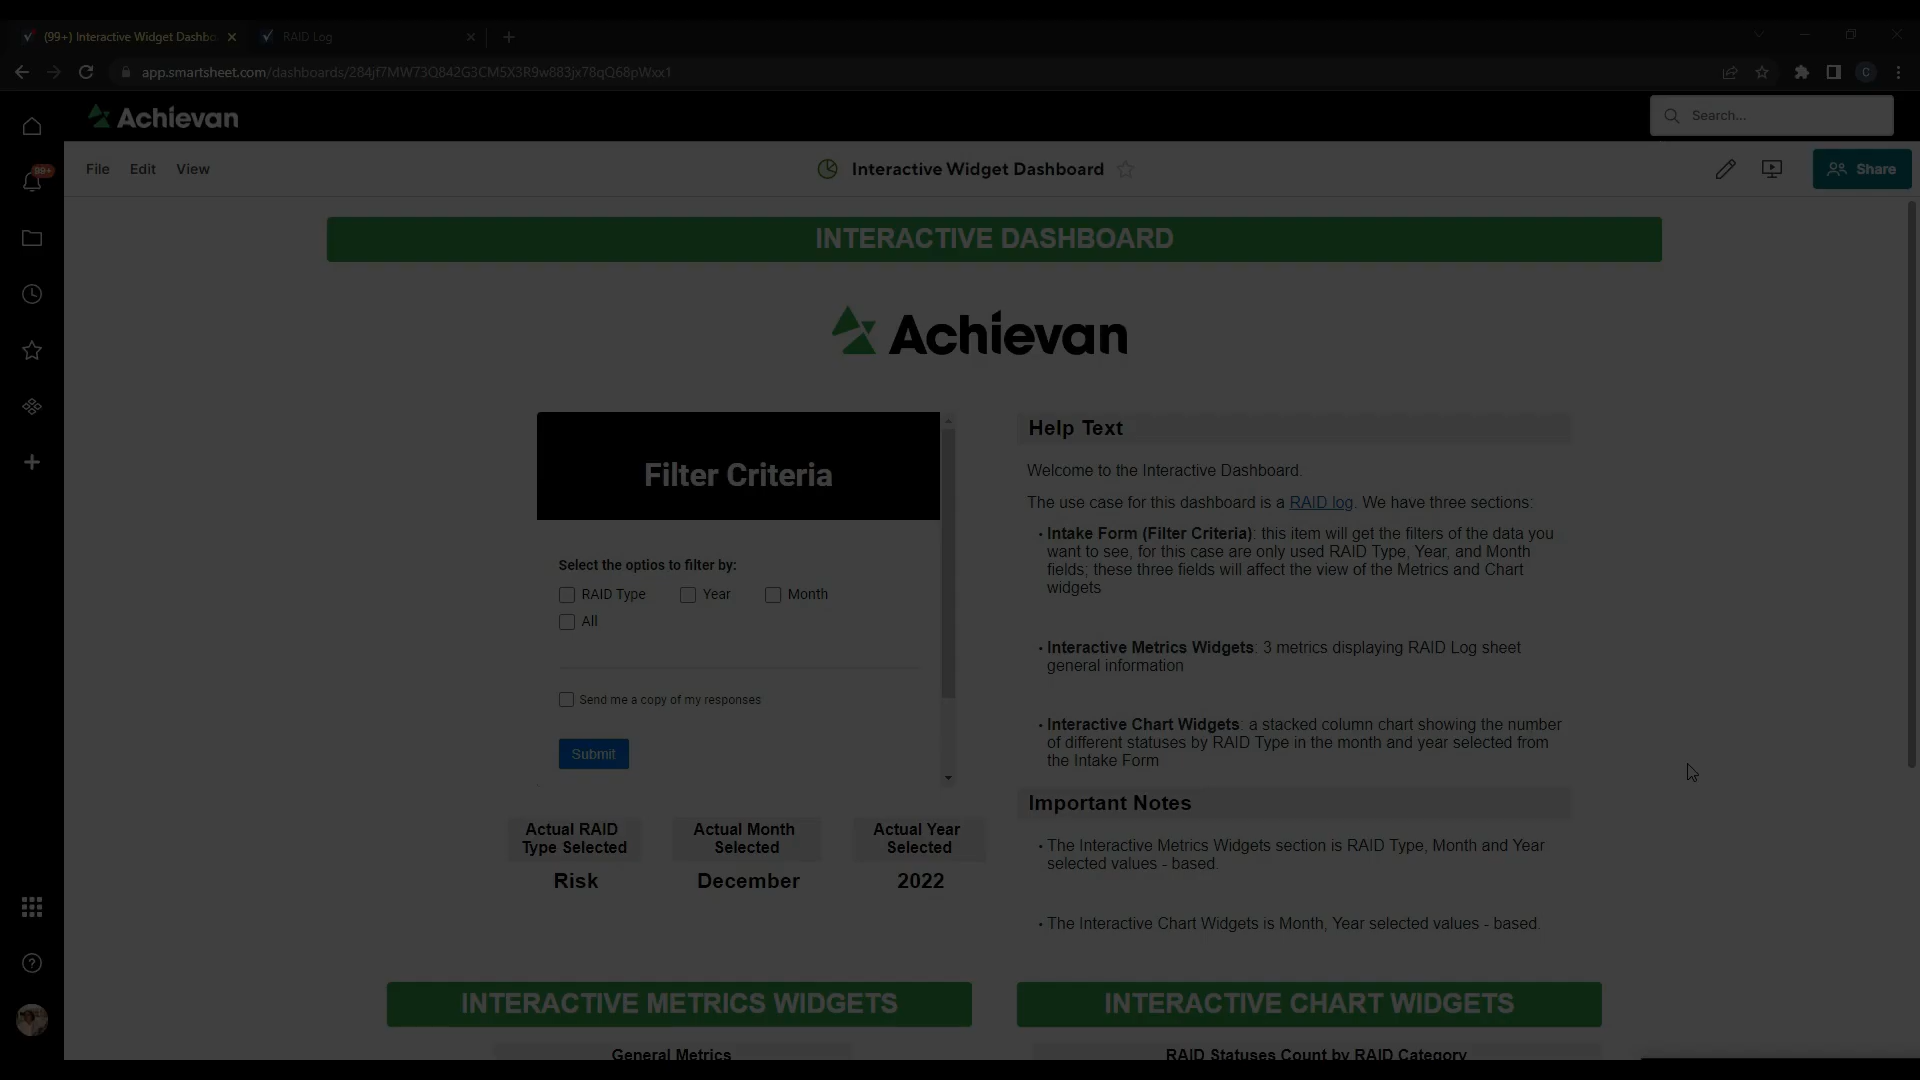 (99+) Interactive Widget Dashbo
RAID Log
app.smartsheet.com/dashboards/284jf7MW73Q842G3CM5X3R9w883jx78qQ68pWxx1
C
Achievan
Search...
99+
File Edit View
Interactive Widget Dashboard
Share
INTERACTIVE DASHBOARD
Achievan
Filter Criteria
Select the optios to filter by:
RAID Type Year Month
All
Send me a copy of my responses
Submit
Actual RAID
Type Selected
Risk
Actual Month
Selected
December
Actual Year
Selected
2022
Help Text
Welcome to the Interactive Dashboard.
The use case for this dashboard is a RAID log. We have three sections:
• Intake Form (Filter Criteria): this item will get the filters of the data you
want to see, for this case are only used RAID Type, Year, and Month
fields; these three fields will affect the view of the Metrics and Chart
widgets
• Interactive Metrics Widgets: 3 metrics displaying RAID Log sheet
general information
• Interactive Chart Widgets: a stacked column chart showing the number
of different statuses by RAID Type in the month and year selected from
the Intake Form
Important Notes
• The Interactive Metrics Widgets section is RAID Type, Month and Year
selected values - based.
• The Interactive Chart Widgets is Month, Year selected values - based.
INTERACTIVE METRICS WIDGETS
General Metrics
INTERACTIVE CHART WIDGETS
RAID Statuses Count by RAID Category